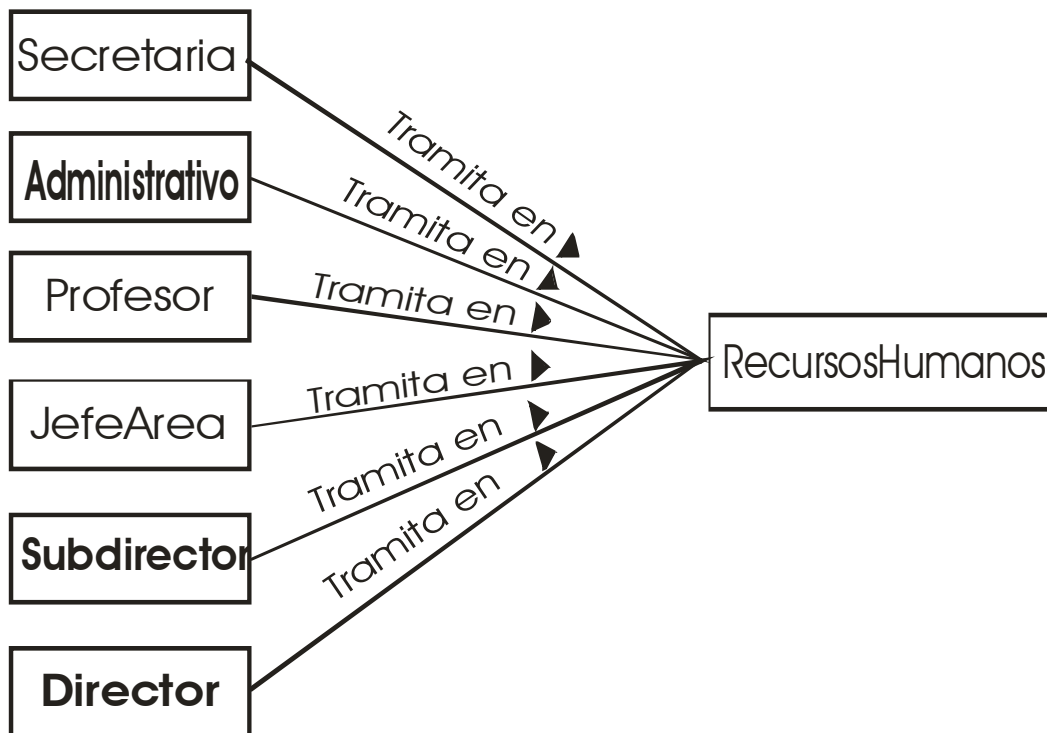 Secretaria
Administrativo
Profesor
JefeArea
Subdirector
Director
Tramita en
Tramita en
Tramita en
Tramita en
Tramita en
Tramita en
RecursosHumanos